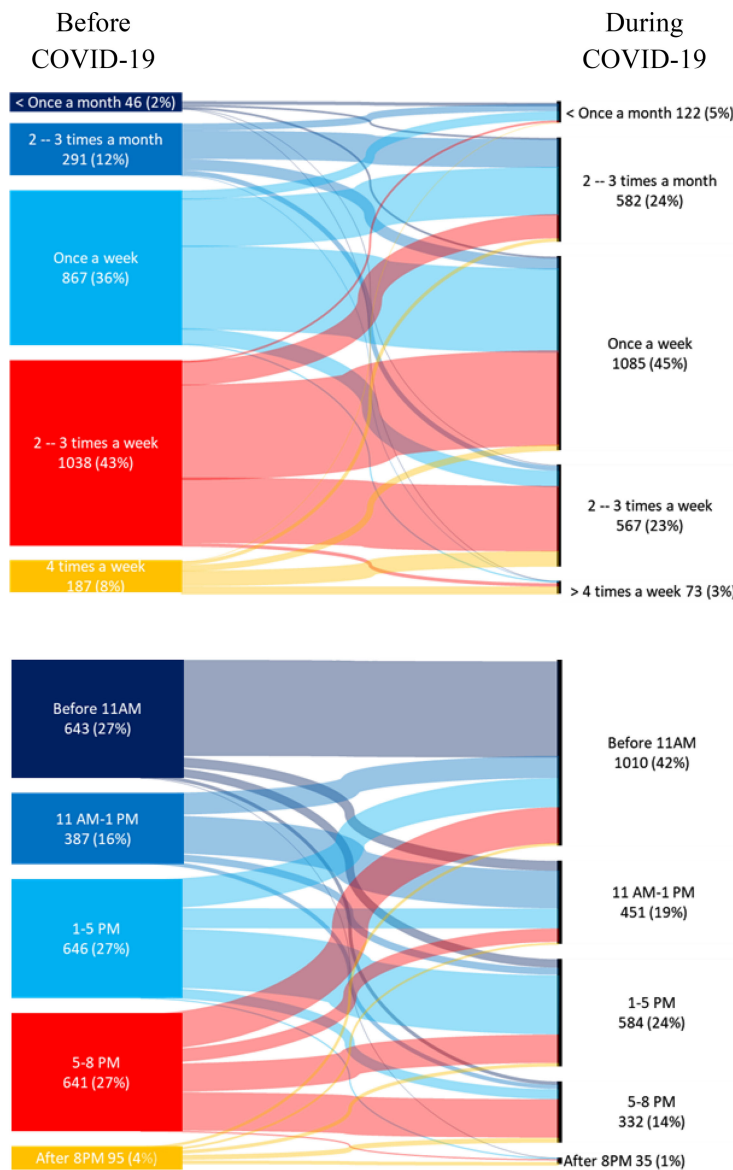 Before
COVID-19
During
COVID-19
< Once a month 46 (2%)
2 -- 3 times a month
291 (12%)
Once a week
867 (36%)
2 -- 3 times a week
1038 (43%)
4 times a week
187 (8%)
< Once a month 122 (5%)
2 -- 3 times a month
582 (24%)
Once a week
1085 (45%)
2 -- 3 times a week
567 (23%)
> 4 times a week 73 (3%)
Before 11AM
643 (27%)
11 AM-1 PM
387 (16%)
1-5 PM
646 (27%)
5-8 PM
641 (27%)
After 8PM 95 (4%)
Before 11AM
1010 (42%)
11 AM-1 PM
451 (19%)
1-5 PM
584 (24%)
5-8 PM
332 (14%)
After 8PM 35 (1%)